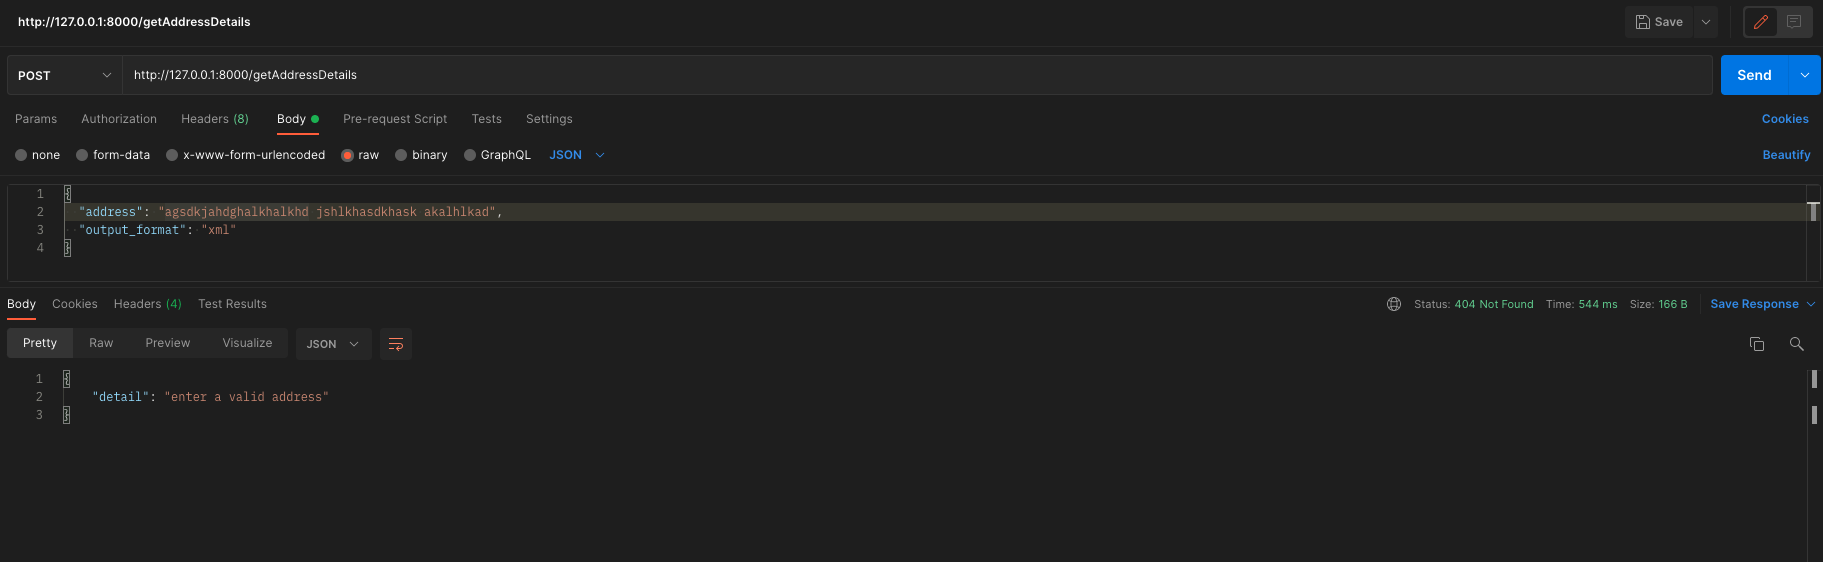 http://127.0.0.1:8000/getAddressDetails Save
POST http://127.0.0.1:8000/getAddressDetails Send
Params Authorization Headers (8) Body Pre-request Script Tests Settings Cookies
none form-data x-www-form-urlencoded raw binary GraphQL JSON Beautify
1 {
2 "address": "agsdkjahdghalkhalkhd jshlkhasdkhask akalhlkad",
3 "output_format": "xml"
4 }
Body Cookies Headers (4) Test Results Status: 404 Not Found Time: 544 ms Size: 166 B Save Response
Pretty Raw Preview Visualize JSON
1 {
2 "detail": "enter a valid address"
3 }